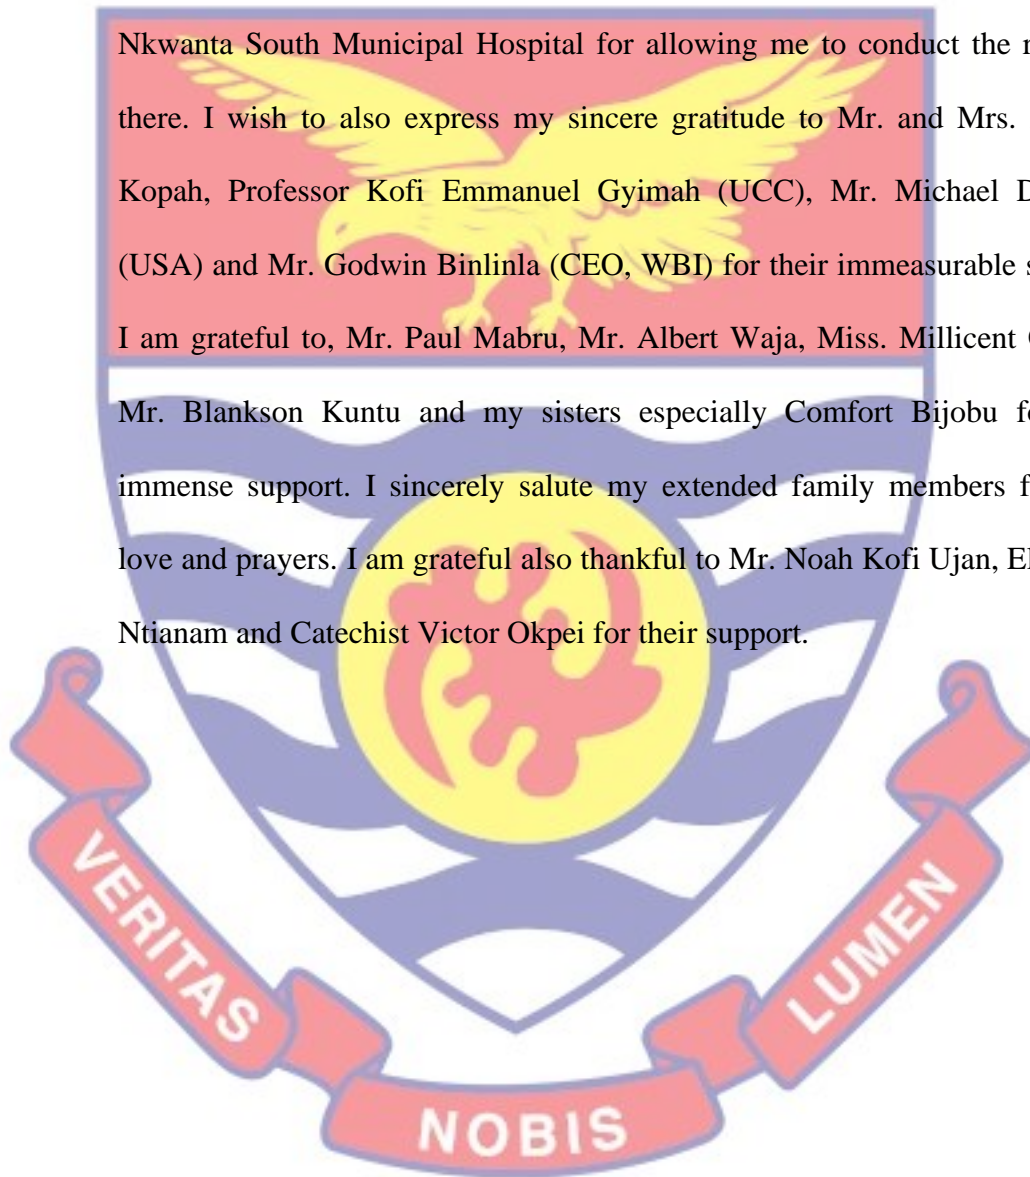 Nkwanta South Municipal Hospital for allowing me to conduct the
there. I wish to also express my sincere gratitude to Mr. and Mrs.
Kopah, Professor Kofi Emmanuel Gyimah (UCC), Mr. Michael
(USA) and Mr. Godwin Binlinla (CEO, WBI) for their immeasurable
I am grateful to, Mr. Paul Mabru, Mr. Albert Waja, Miss. Millicent
Mr. Blankson Kuntu and my sisters especially Comfort Bijobu
immense support. I sincerely salute my extended family members
love and prayers. I am grateful also thankful to Mr. Noah Kofi Ujan,
Ntianam and Catechist Victor Okpei for their support.
VERITAS
NOBIS
LUMEN